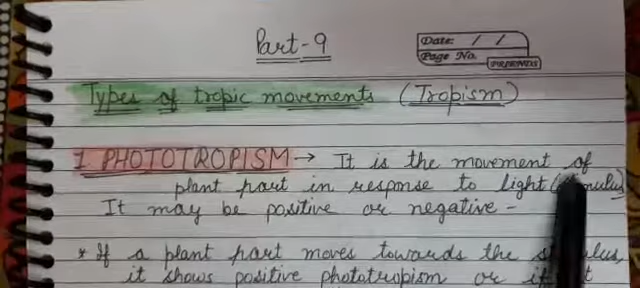 Part-9
Date: / /
Page No.
FRIENDS
Types of tropic movements (Tropism)
1 PHOTOTROPISM → It is the movement of
plant part in response to light (
It may be positive or negative -
* If a plant part moves towards the
it shows positive phototropism or